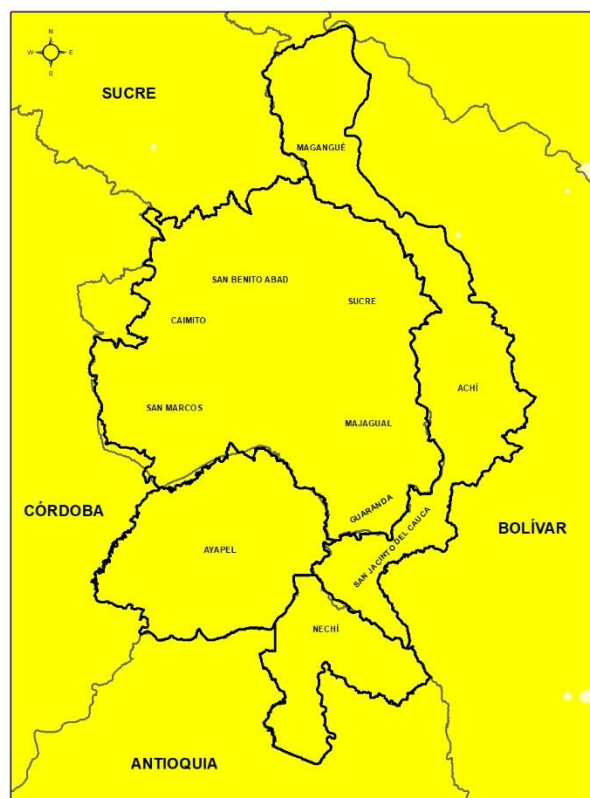 N
W E
S
SUCRE
MAGANGUÉ
SAN BENITO ABAD
SUCRE
CAIMITO
ACHÍ
SAN MARCOS
MAJAGUAL
GUARANDA
CÓRDOBA
BOLÍVAR
SAN JACINTO DEL CAUCA
AYAPEL
NECHÍ
ANTIOQUIA